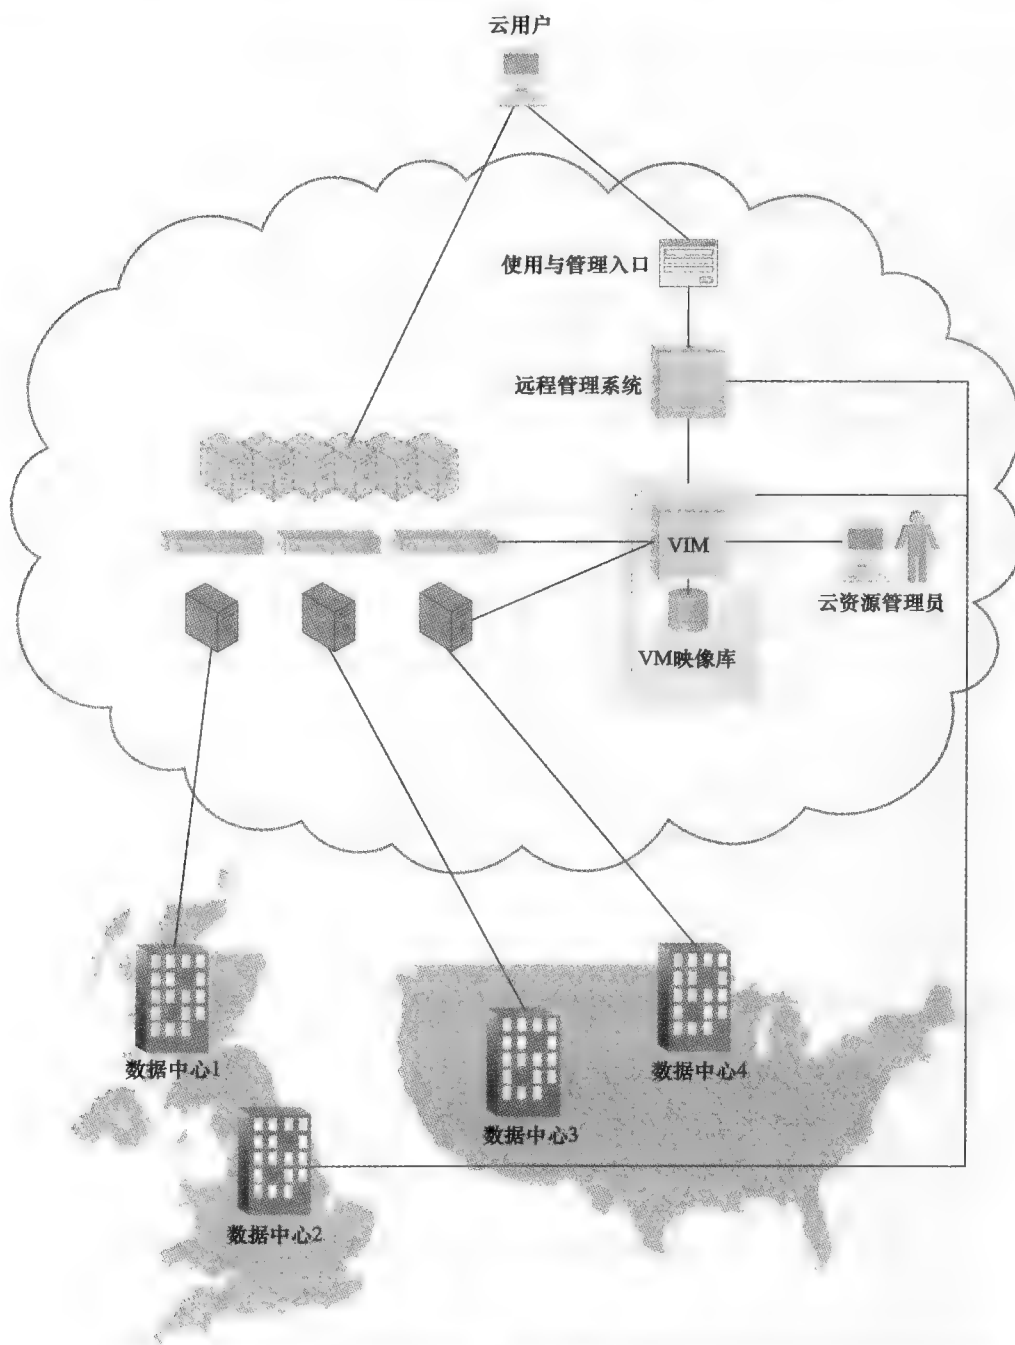 云用户
使用与管理入口
远程管理系统
VIM
云资源管理员
VM映像库
数据中心1
数据中心4
数据中心3
数据中心2